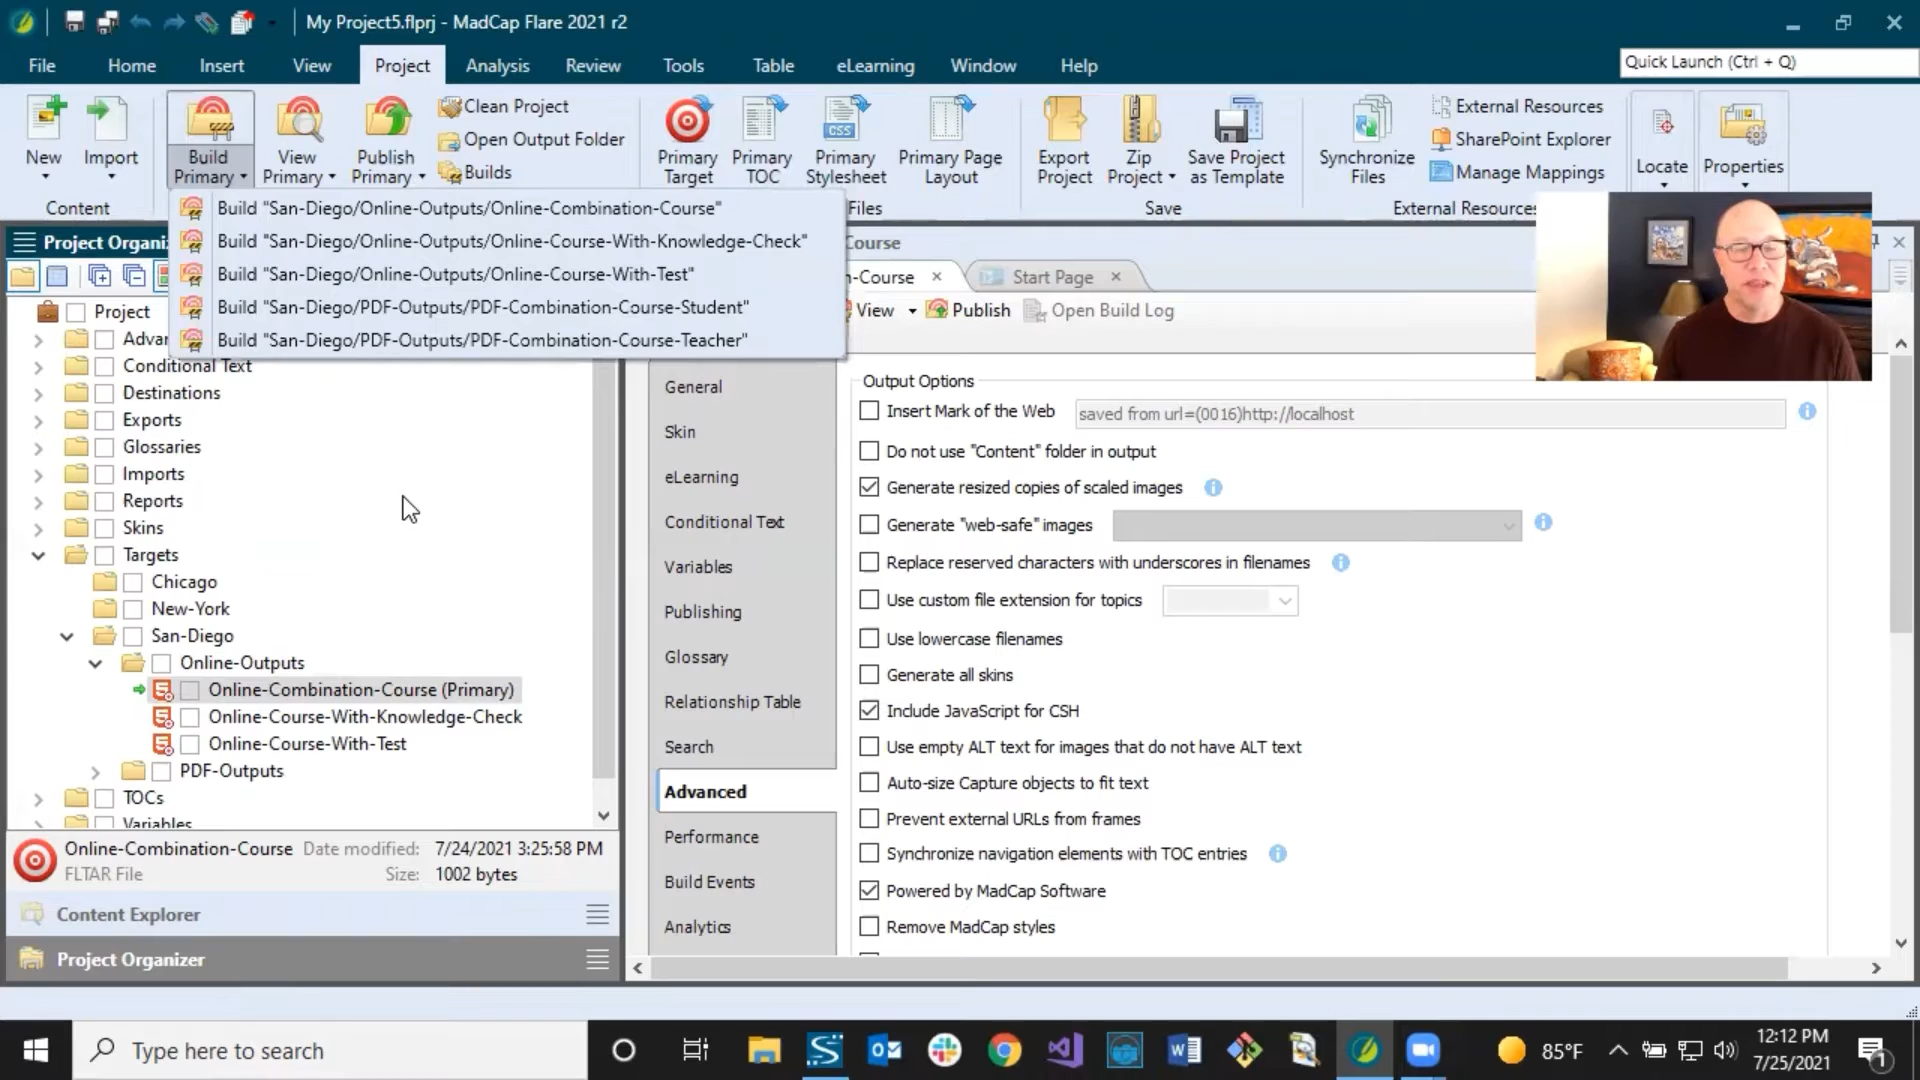 My Project5.flprj - MadCap Flare 2021 r2
File
Home
Insert
View
Project
Analysis
Review
Tools
Table
eLearning
Window
Help
Quick Launch (Ctrl + Q)
New
Import
Content
Build Primary
View Primary
Publish Primary
Clean Project
Open Output Folder
Builds
Primary Target
Primary TOC
Primary Stylesheet
Primary Page Layout
Files
Export Project
Zip Project
Save Project as Template
Save
Synchronize Files
External Resources
SharePoint Explorer
Manage Mappings
External Resources
Locate
Properties
Build "San-Diego/Online-Outputs/Online-Combination-Course"
Build "San-Diego/Online-Outputs/Online-Course-With-Knowledge-Check"
Build "San-Diego/Online-Outputs/Online-Course-With-Test"
Build "San-Diego/PDF-Outputs/PDF-Combination-Course-Student"
Build "San-Diego/PDF-Outputs/PDF-Combination-Course-Teacher"
Project Organi
Project
Advan
Conditional Text
Destinations
Exports
Glossaries
Imports
Reports
Skins
Targets
Chicago
New-York
San-Diego
Online-Outputs
Online-Combination-Course (Primary)
Online-Course-With-Knowledge-Check
Online-Course-With-Test
PDF-Outputs
TOCs
Variables
Online-Combination-Course Date modified: 7/24/2021 3:25:58 PM
FLTAR File Size: 1002 bytes
Content Explorer
Project Organizer
Course
n-Course
Start Page
View
Publish
Open Build Log
General
Skin
eLearning
Conditional Text
Variables
Publishing
Glossary
Relationship Table
Search
Advanced
Performance
Build Events
Analytics
Output Options
Insert Mark of the Web saved from url=(0016)http://localhost
Do not use "Content" folder in output
Generate resized copies of scaled images
Generate "web-safe" images
Replace reserved characters with underscores in filenames
Use custom file extension for topics
Use lowercase filenames
Generate all skins
Include JavaScript for CSH
Use empty ALT text for images that do not have ALT text
Auto-size Capture objects to fit text
Prevent external URLs from frames
Synchronize navigation elements with TOC entries
Powered by MadCap Software
Remove MadCap styles
Type here to search
85°F
12:12 PM
7/25/2021
1